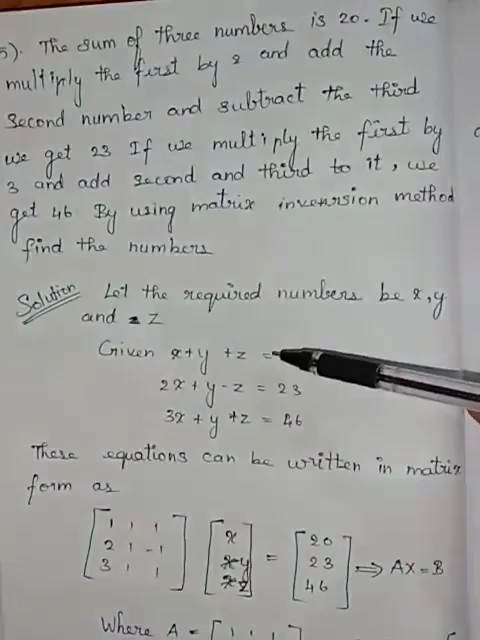 5). The sum of three numbers is 20. If we
multiply the first by 2 and add the
second number and subtract the third
we get 23 If we multiply the first by
3 and add second and third to it, we
get 46 By using matrix invenrsion method
find the numbers
Solution Let the required numbers be x, y
and z
Given x+y+z =
2x+y-z = 23
3x+y+z = 46
These equations can be written in matrix
form as
[1 1 1 x 20
2 1 -1] [y] = [23] ⇒ AX=B
3 1 1 z 46
Where A = [1 1 1]